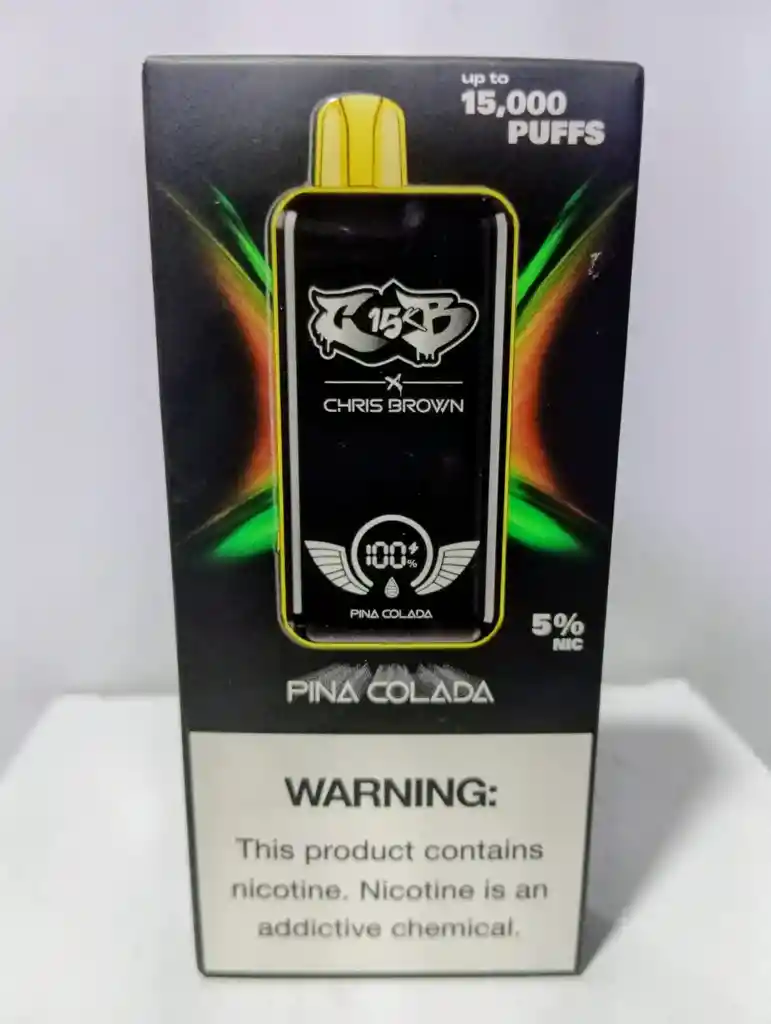 up to
15,000
PUFFS
C15KB
X
CHRIS BROWN
100%
PINA COLADA
5%
NIC
PINA COLADA
WARNING:
This product contains
nicotine. Nicotine is an
addictive chemical.